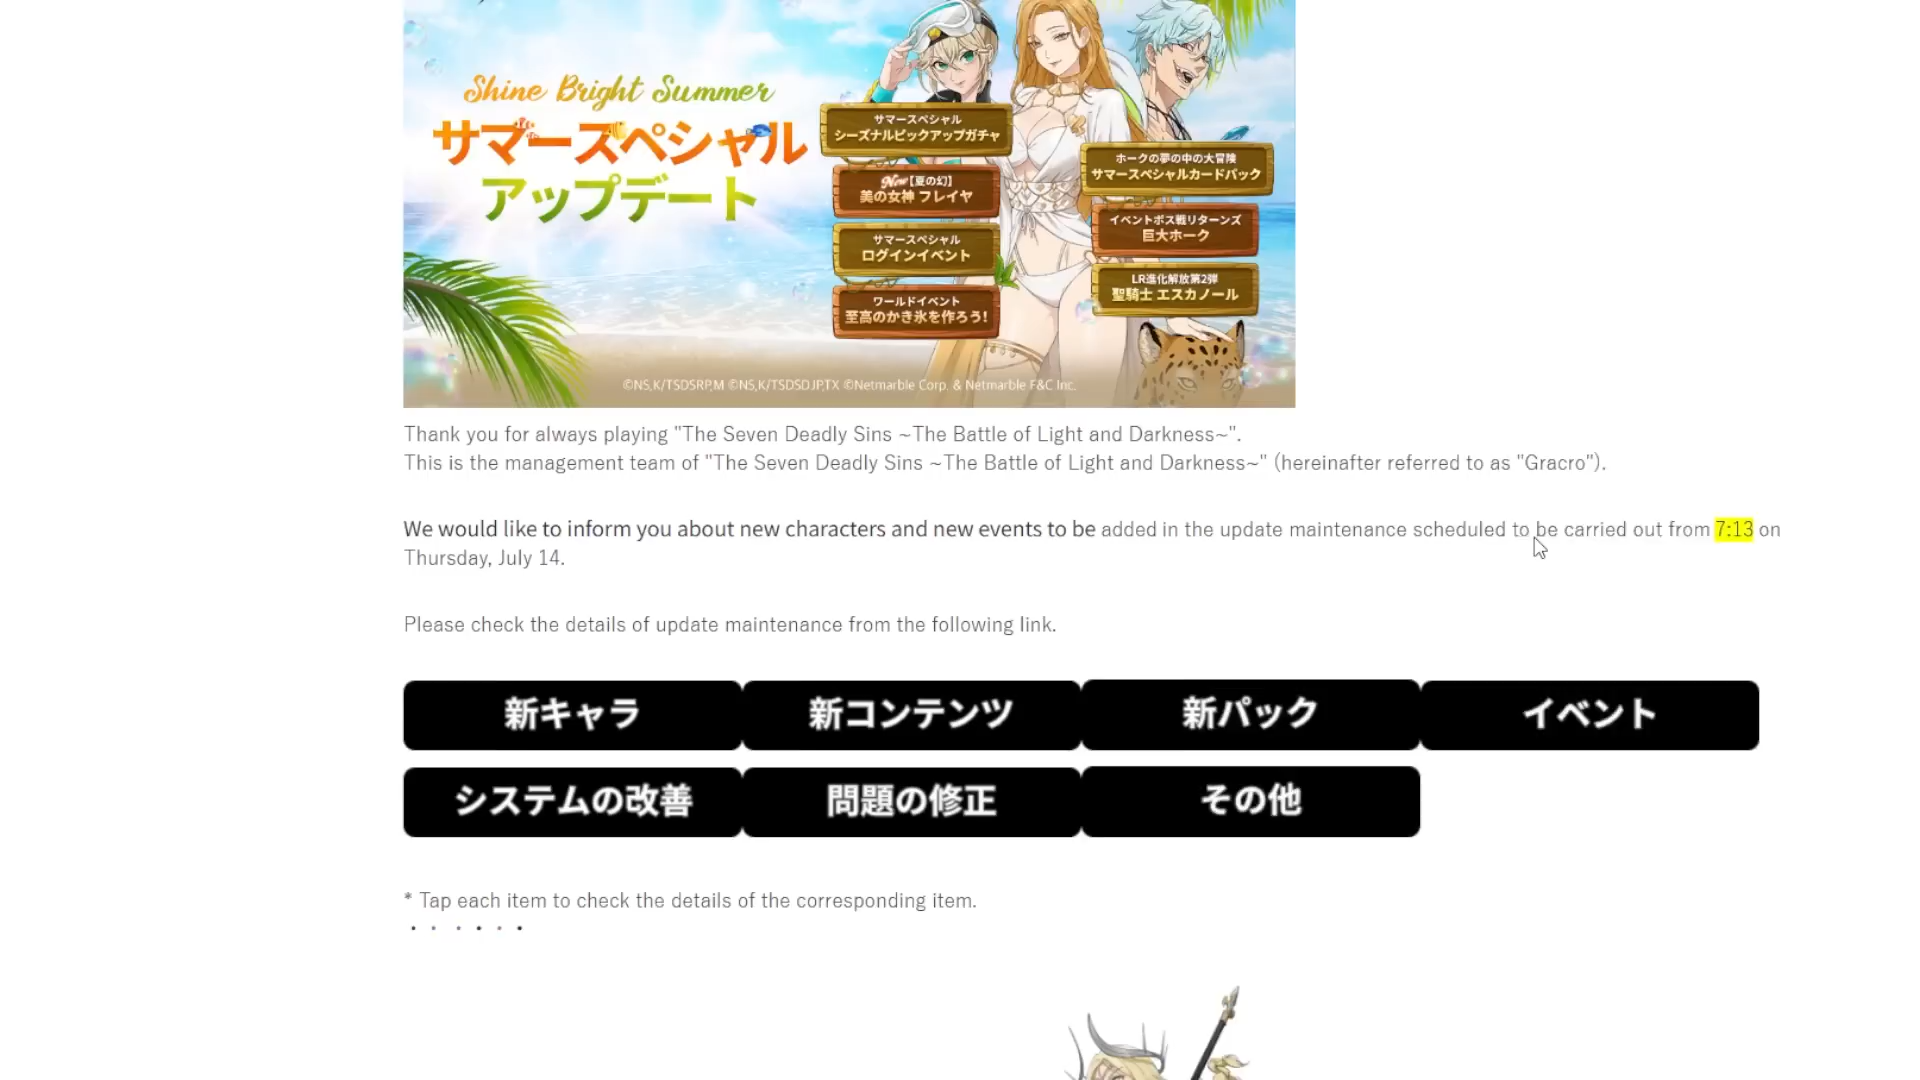 Shine Bright Summer
サマースペシャル
アップデート
サマースペシャル
シーズナルピックアップガチャ
New【夏の幻】
美の女神 フレイヤ
サマースペシャル
ログインイベント
ワールドイベント
至高のかき氷を作ろう!
ホークの夢の中の大冒険
サマースペシャルカードパック
イベントボス戦リターンズ
巨大ホーク
LR進化解放第2弾
聖騎士 エスカノール
©NS,K/TSDSRP,M ©NS,K/TSDSDJP,TX ©Netmarble Corp. & Netmarble F&C Inc.
Thank you for always playing "The Seven Deadly Sins ~The Battle of Light and Darkness~".
This is the management team of "The Seven Deadly Sins ~The Battle of Light and Darkness~" (hereinafter referred to as "Gracro").
We would like to inform you about new characters and new events to be added in the update maintenance scheduled to be carried out from 7:13 on
Thursday, July 14.
Please check the details of update maintenance from the following link.
新キャラ 新コンテンツ 新パック イベント
システムの改善 問題の修正 その他
* Tap each item to check the details of the corresponding item.